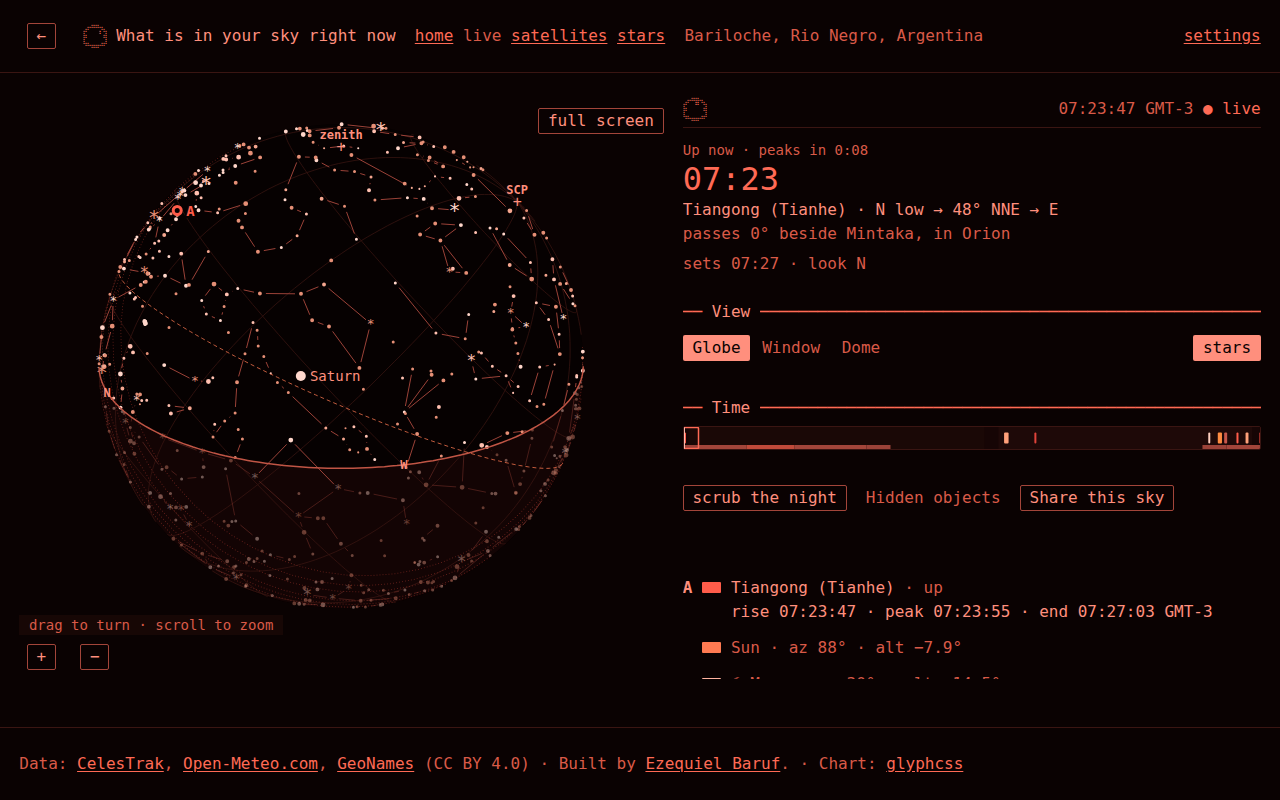 ←
What is in your sky right now home live satellites stars Bariloche, Rio Negro, Argentina settings
full screen
zenith
SCP
A
Saturn
N
W
drag to turn · scroll to zoom
+ −
07:23:47 GMT-3 ● live
Up now · peaks in 0:08
07:23
Tiangong (Tianhe) · N low → 48° NNE → E
passes 0° beside Mintaka, in Orion
sets 07:27 · look N
View
Globe Window Dome stars
Time
scrub the night Hidden objects Share this sky
A Tiangong (Tianhe) · up
rise 07:23:47 · peak 07:23:55 · end 07:27:03 GMT-3
Sun · az 88° · alt −7.9°
Data: CelesTrak, Open-Meteo.com, GeoNames (CC BY 4.0) · Built by Ezequiel Baruf. · Chart: glyphcss